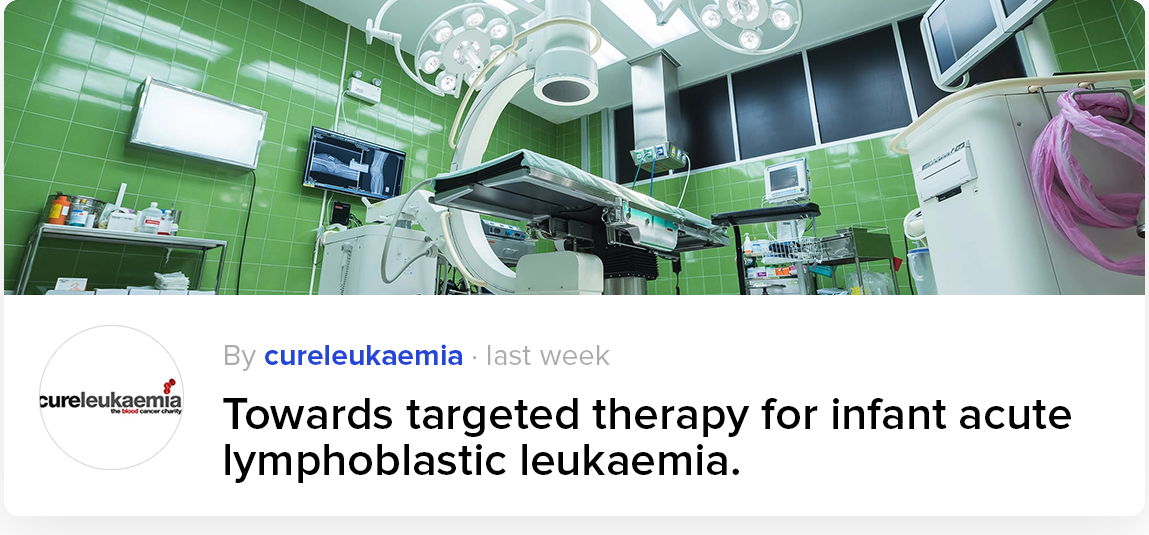 cureleukaemia
the blood cancer charity
By cureleukaemia · last week
Towards targeted therapy for infant acute
lymphoblastic leukaemia.